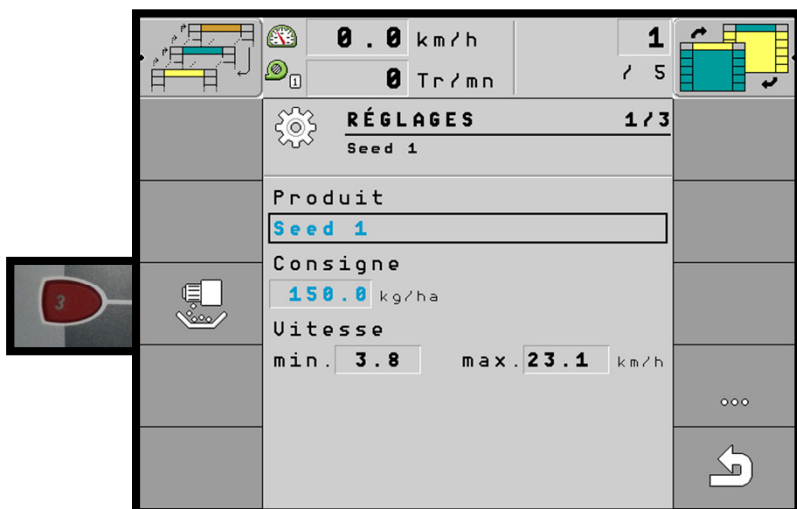 0.0 km/h
1
1
0 Tr/mn
/ 5
RÉGLAGES 1/3
Seed 1
Produit
Seed 1
Consigne
150.0 kg/ha
Vitesse
min. 3.8 max. 23.1 km/h
3